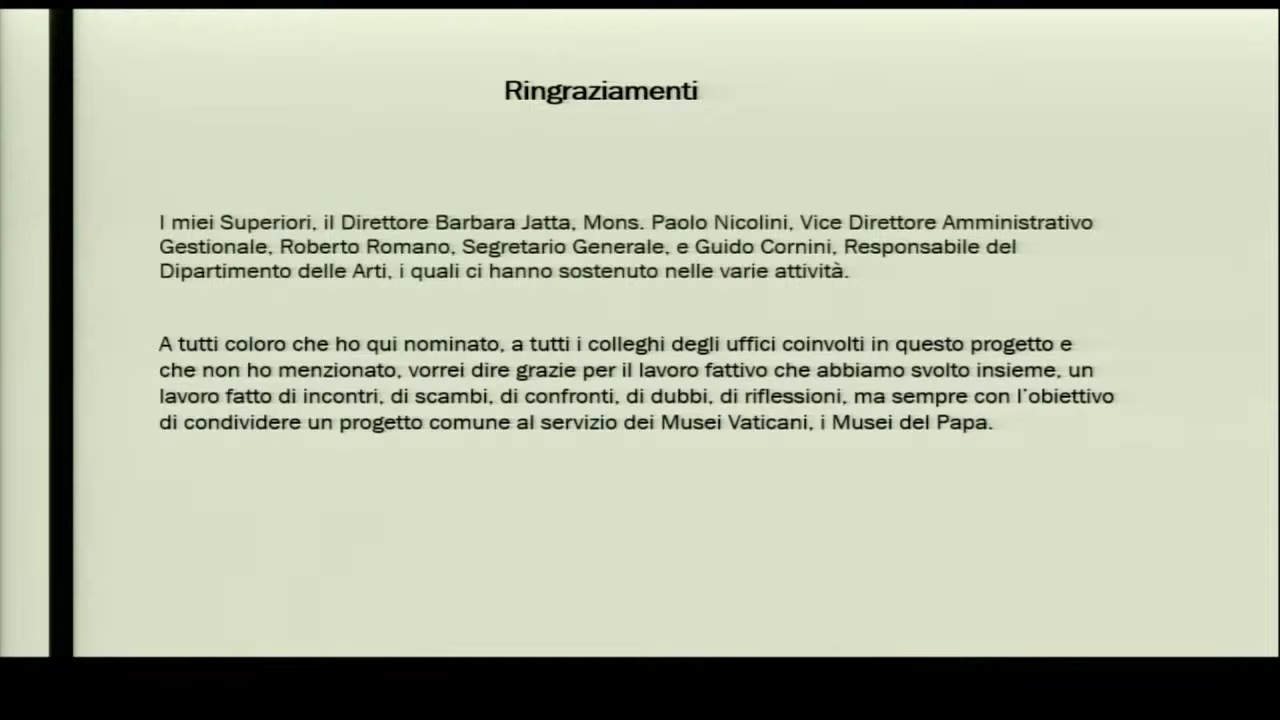 Ringraziamenti
I miei Superiori, il Direttore Barbara Jatta, Mons. Paolo Nicolini, Vice Direttore Amministrativo
Gestionale, Roberto Romano, Segretario Generale, e Guido Cornini, Responsabile del
Dipartimento delle Arti, i quali ci hanno sostenuto nelle varie attività.
A tutti coloro che ho qui nominato, a tutti i colleghi degli uffici coinvolti in questo progetto e
che non ho menzionato, vorrei dire grazie per il lavoro fattivo che abbiamo svolto insieme, un
lavoro fatto di incontri, di scambi, di confronti, di dubbi, di riflessioni, ma sempre con l'obiettivo
di condividere un progetto comune al servizio dei Musei Vaticani, i Musei del Papa.